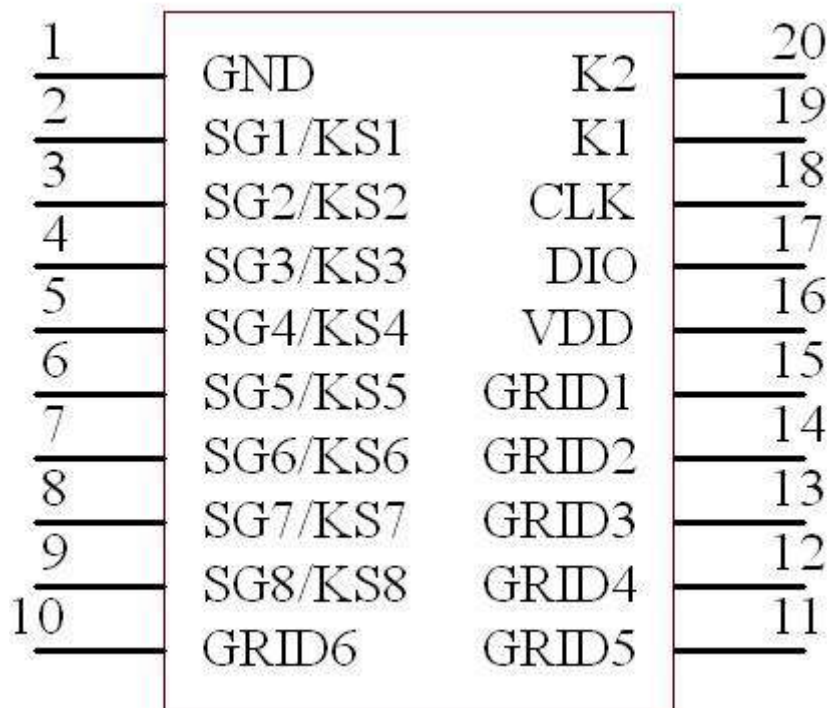 1 GND K2 20
2 SG1/KS1 K1 19
3 SG2/KS2 CLK 18
4 SG3/KS3 DIO 17
5 SG4/KS4 VDD 16
6 SG5/KS5 GRID1 15
7 SG6/KS6 GRID2 14
8 SG7/KS7 GRID3 13
9 SG8/KS8 GRID4 12
10 GRID6 GRID5 11